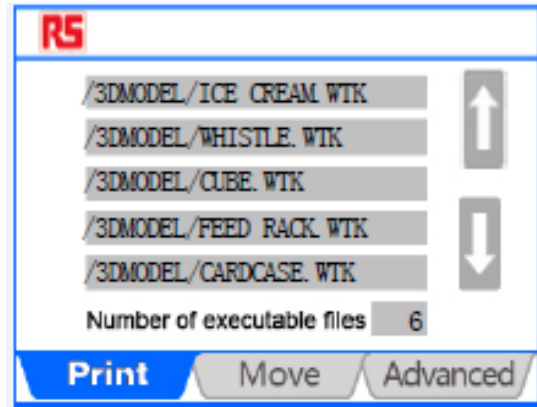 RS
/3DMODEL/ICE CREAM.WTK
/3DMODEL/WHISTLE.WTK
/3DMODEL/CUBE.WTK
/3DMODEL/FEED RACK.WTK
/3DMODEL/CARDCASE.WTK
Number of executable files 6
Print Move Advanced